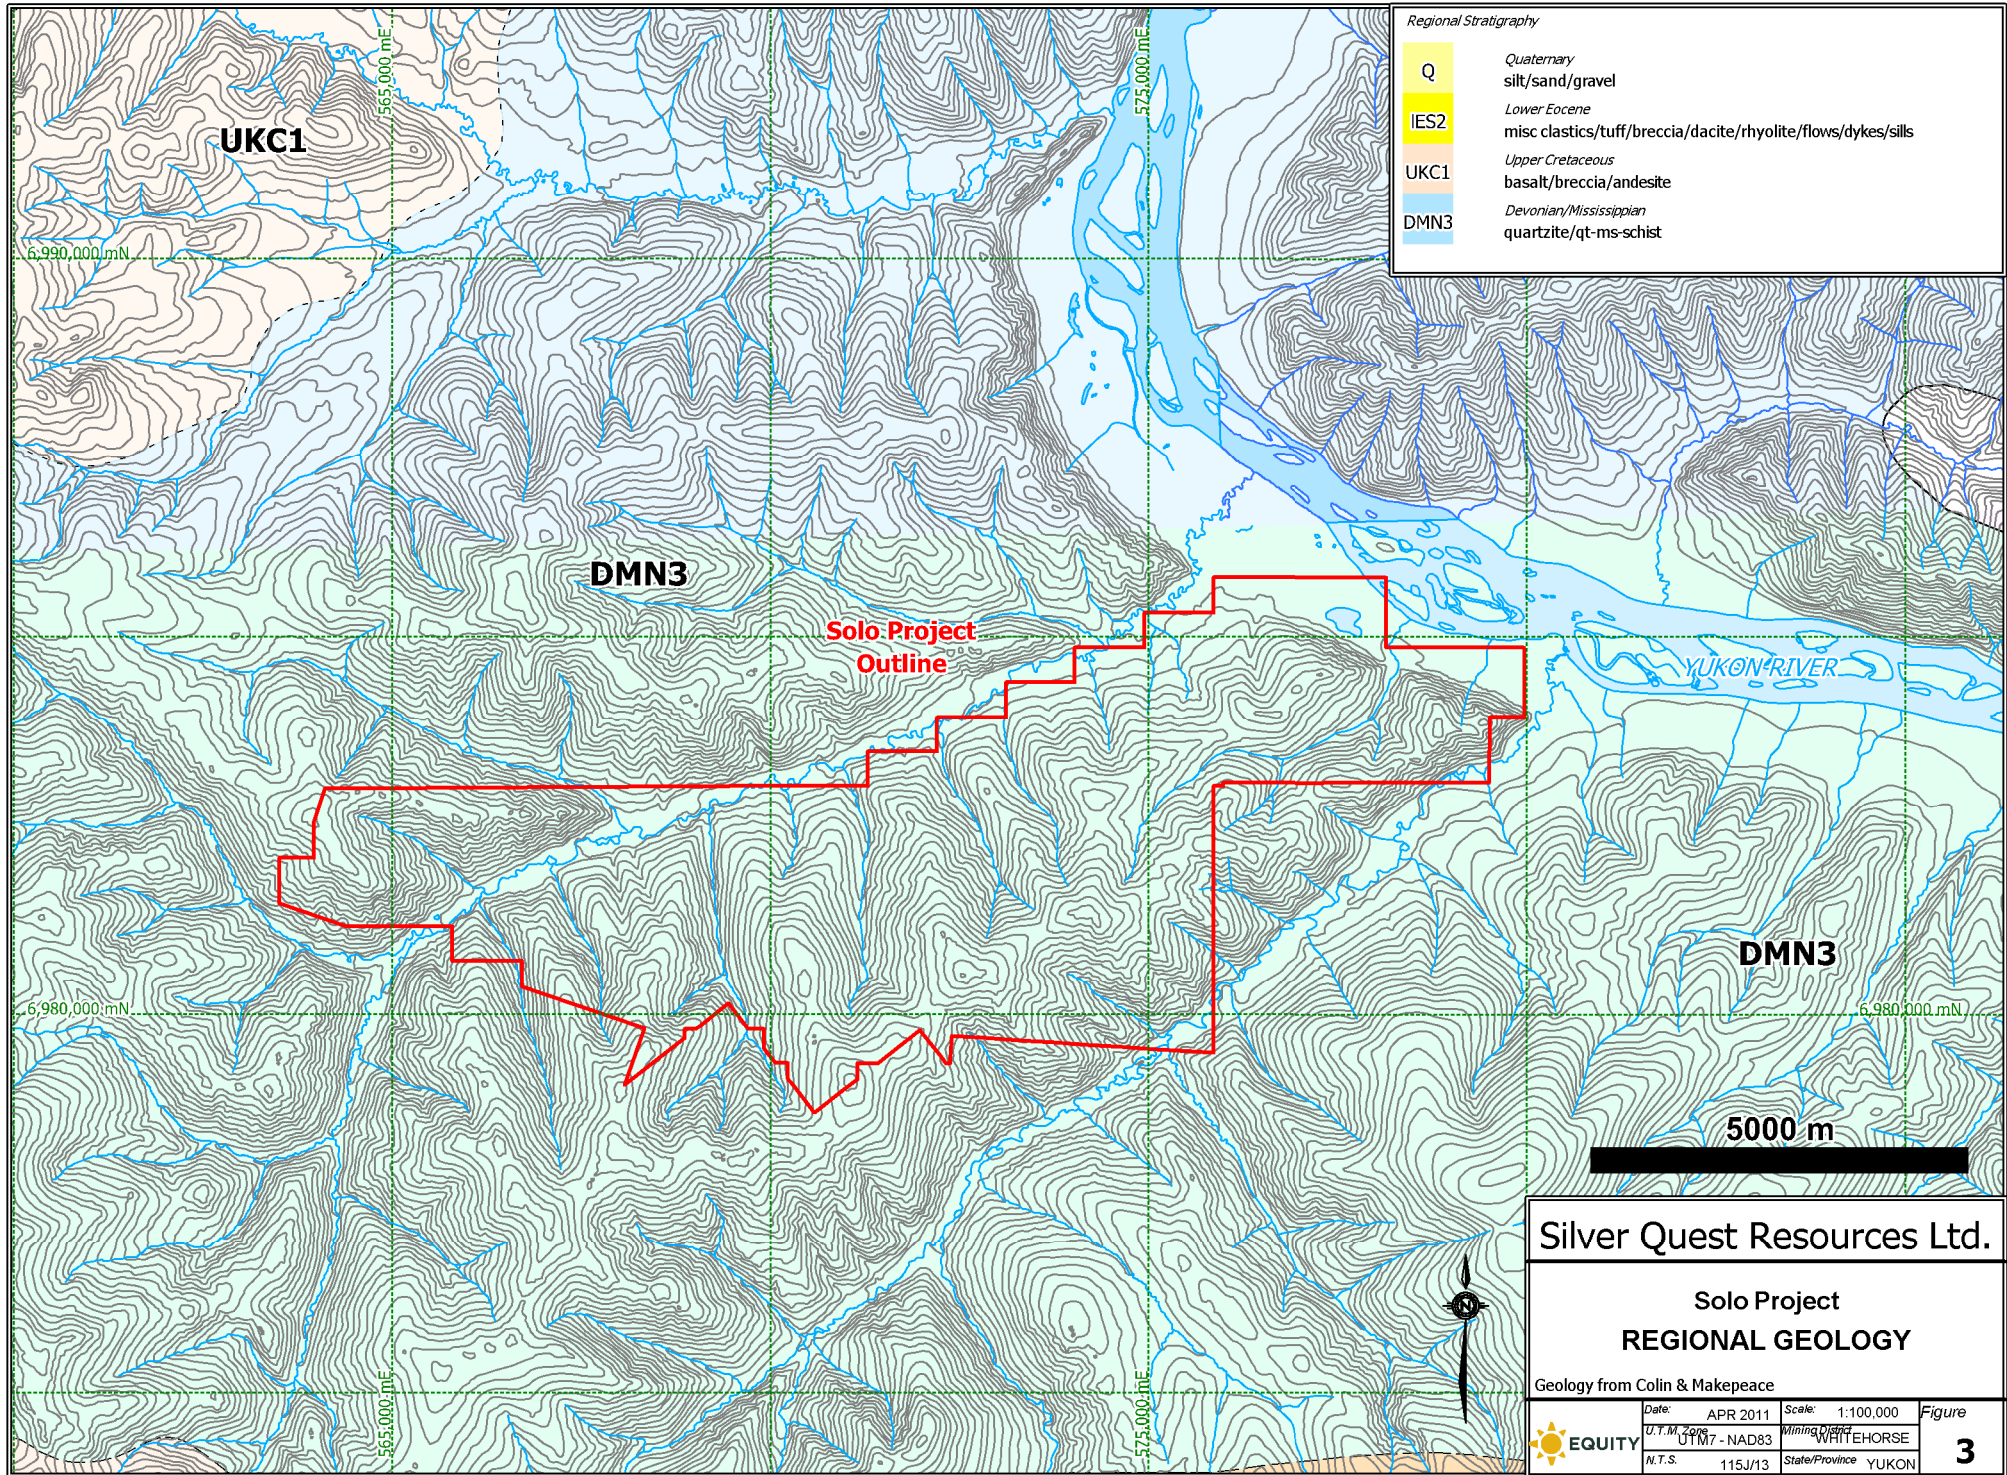 Regional Stratigraphy
Q
Quaternary
silt/sand/gravel
IES2
Lower Eocene
misc clastics/tuff/breccia/dacite/rhyolite/flows/dykes/sills
UKC1
Upper Cretaceous
basalt/breccia/andesite
DMN3
Devonian/Mississippian
quartzite/qt-ms-schist
565,000 mE
575,000 mE
UKC1
6,990,000 mN
DMN3
Solo Project
Outline
YUKON RIVER
DMN3
6,980,000 mN
6,980,000 mN
5000 m
565,000 mE
575,000 mE
N
Silver Quest Resources Ltd.
Solo Project
REGIONAL GEOLOGY
Geology from Colin & Makepeace
EQUITY
Date: APR 2011
Scale: 1:100,000
Figure
U.T.M. Zone UTM7 - NAD83
Mining District WHITEHORSE
3
N.T.S. 115J/13
State/Province YUKON